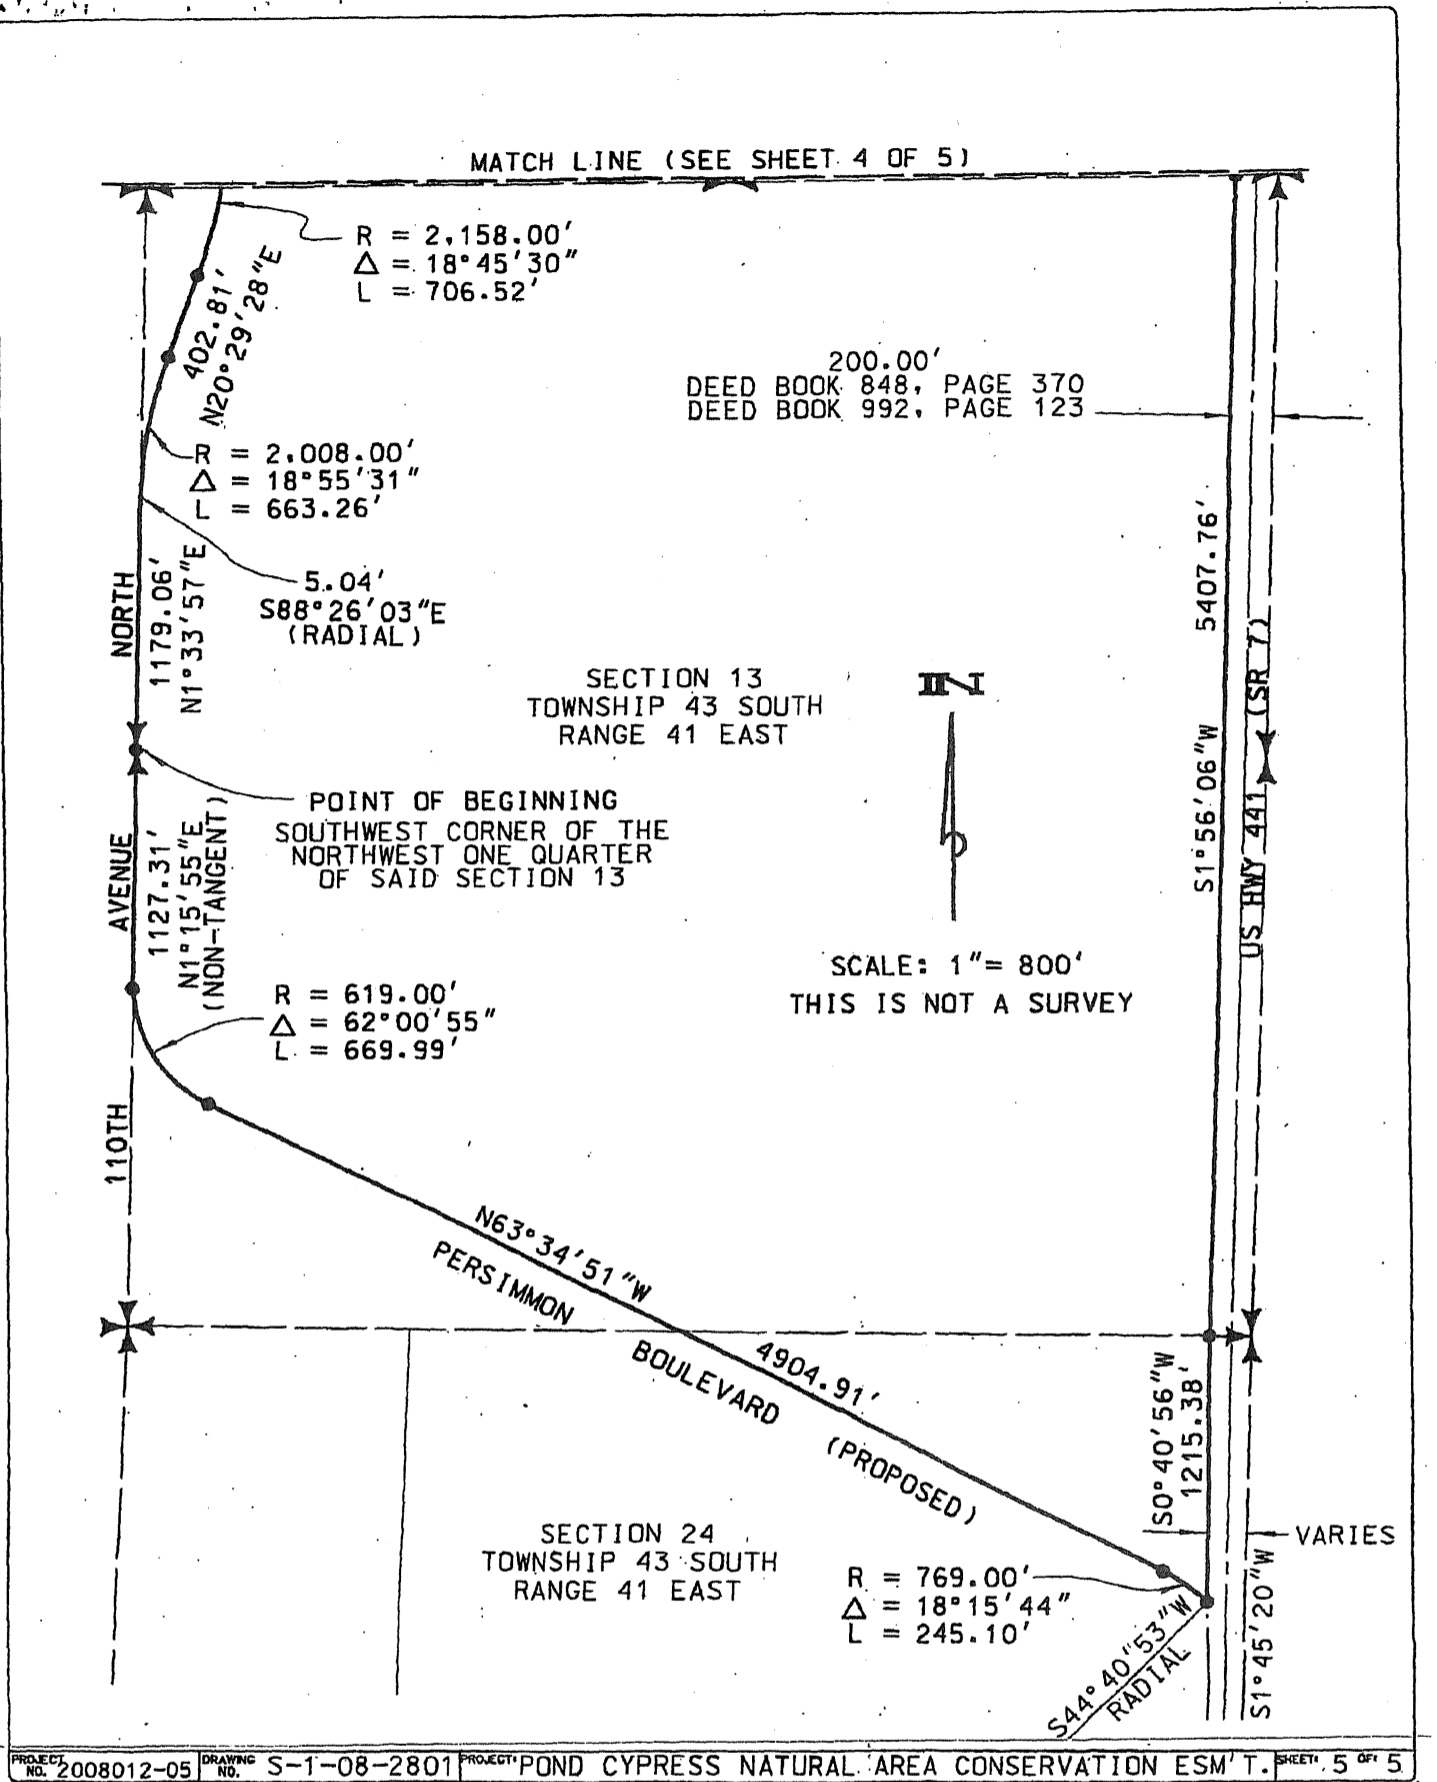 MATCH LINE (SEE SHEET 4 OF 5)
R = 2,158.00'
△ = 18°45'30"
L = 706.52'
402.81'
N20°29'28"E
200.00'
DEED BOOK 848, PAGE 370
DEED BOOK 992, PAGE 123
R = 2,008.00'
△ = 18°55'31"
L = 663.26'
5.04'
S88°26'03"E
(RADIAL)
NORTH
1179.06'
N1°33'57"E
SECTION 13
TOWNSHIP 43 SOUTH
RANGE 41 EAST
N
5407.76'
S1°56'06"W
US HWY 441 (SR 7)
POINT OF BEGINNING
SOUTHWEST CORNER OF THE
NORTHWEST ONE QUARTER
OF SAID SECTION 13
AVENUE
1127.31'
N1°15'55"E
(NON-TANGENT)
SCALE: 1"= 800'
THIS IS NOT A SURVEY
R = 619.00'
△ = 62°00'55"
L = 669.99'
110TH
N63°34'51"W
4904.91'
PERSIMMON
BOULEVARD
(PROPOSED)
S0°40'56"W
1215.38'
VARIES
SECTION 24
TOWNSHIP 43 SOUTH
RANGE 41 EAST
R = 769.00'
△ = 18°15'44"
L = 245.10'
S44°40"53"W
RADIAL
S1°45'20"W
PROJECT NO. 2008012-05 DRAWING NO. S-1-08-2801 PROJECT: POND CYPRESS NATURAL AREA CONSERVATION ESM'T. SHEET: 5 OF: 5